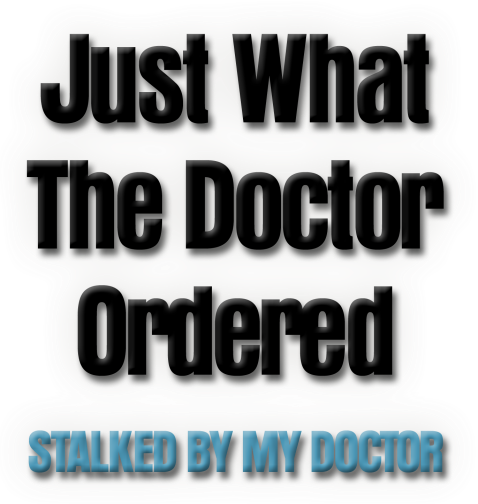 Just What
The Doctor
Ordered
STALKED BY MY DOCTOR